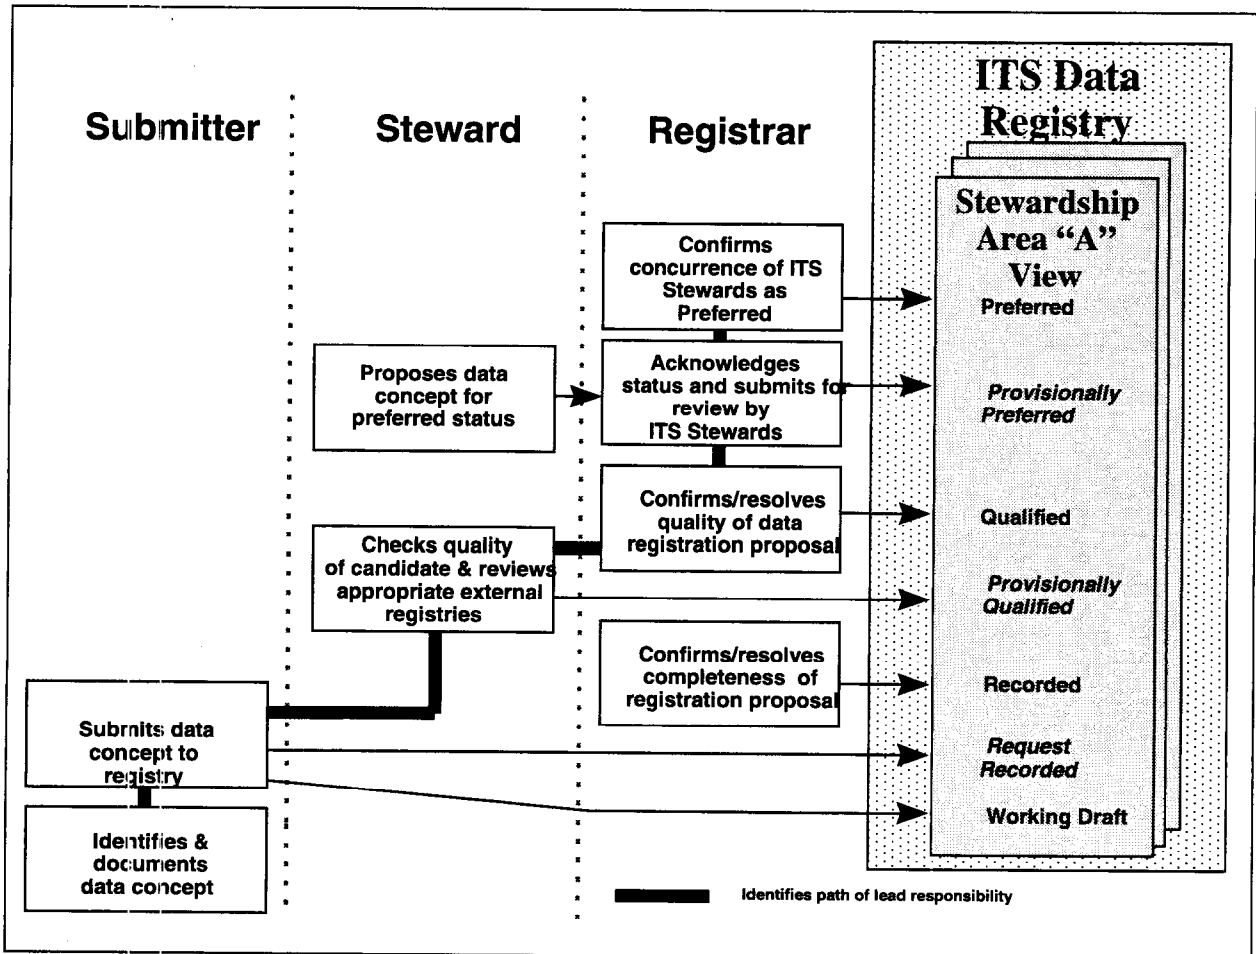 Submitter
Steward
Registrar
ITS Data
Registry
Stewardship
Area “A”
View
Confirms
concurrence of ITS
Stewards as
Preferred
Preferred
Proposes data
concept for
preferred status
Acknowledges
status and submits for
review by
ITS Stewards
Provisionally
Preferred
Confirms/resolves
quality of data
registration proposal
Qualified
Checks quality
of candidate & reviews
appropriate external
registries
Provisionally
Qualified
Confirms/resolves
completeness of
registration proposal
Recorded
Submits data
concept to
registry
Request
Recorded
Working Draft
Identifies &
documents
data concept
Identifies path of lead responsibility